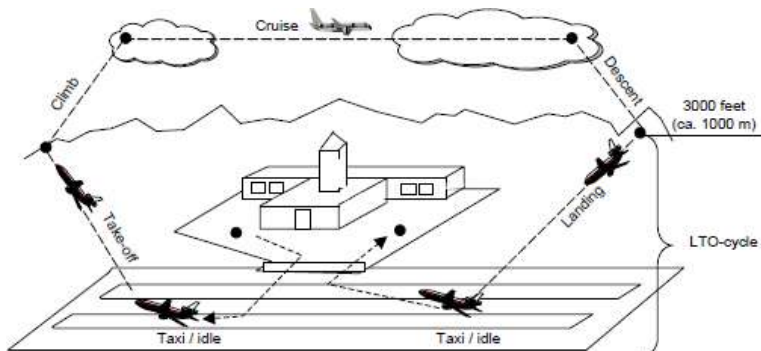 Cruise
Climb
Descent
3000 feet
(ca. 1000 m)
Take-off
Landing
LTO-cycle
Taxi / idle
Taxi / idle